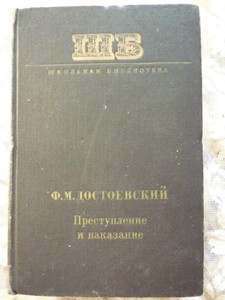 ШБ
ШКОЛЬНАЯ БИБЛИОТЕКА
Ф.М.ДОСТОЕВСКИЙ
Преступление
и наказание